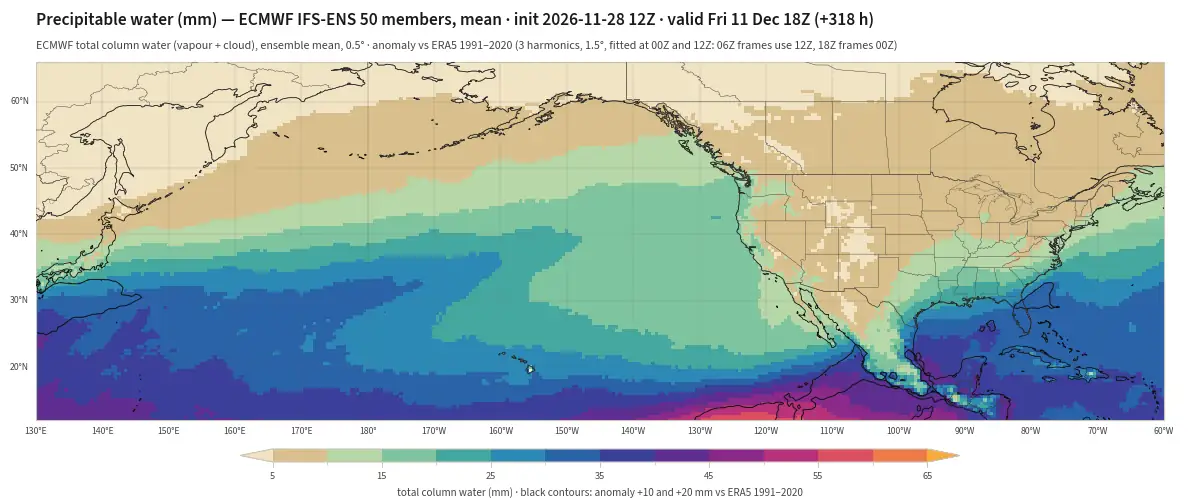 Precipitable water (mm) — ECMWF IFS-ENS 50 members, mean · init 2026-11-28 12Z · valid Fri 11 Dec 18Z (+318 h)
ECMWF total column water (vapour + cloud), ensemble mean, 0.5° · anomaly vs ERA5 1991–2020 (3 harmonics, 1.5°, fitted at 00Z and 12Z: 06Z frames use 12Z, 18Z frames 00Z)
60°N
50°N
40°N
30°N
20°N
130°E 140°E 150°E 160°E 170°E 180° 170°W 160°W 150°W 140°W 130°W 120°W 110°W 100°W 90°W 80°W 70°W 60°W
5 15 25 35 45 55 65
total column water (mm) · black contours: anomaly +10 and +20 mm vs ERA5 1991–2020